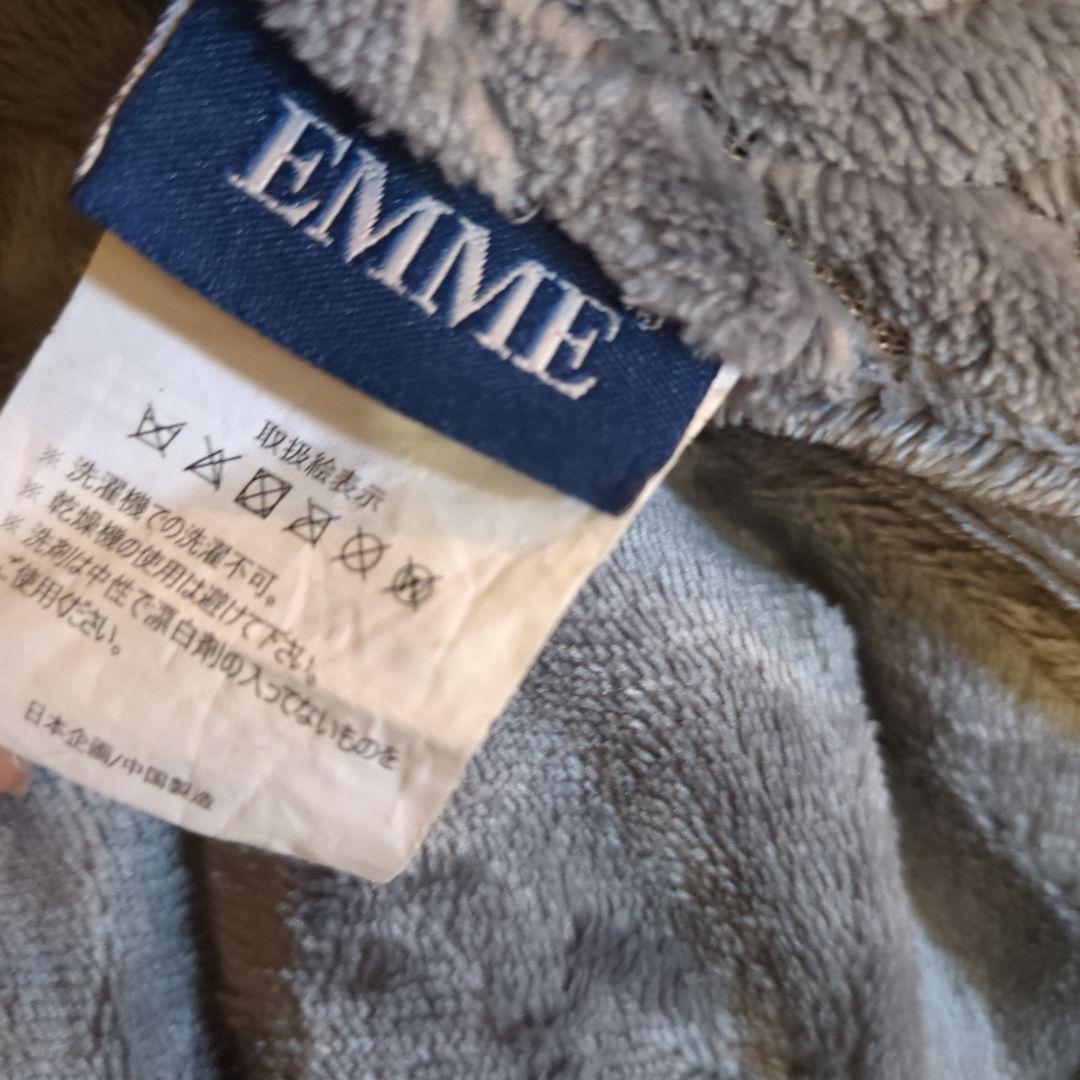 EMME
取扱絵表示
※ 洗濯機での洗濯不可。
※ 乾燥機の使用は避けて下さい。
※ 洗剤は中性で漂白剤の入ってないものを
ご使用ください。
日本企画/中国製造